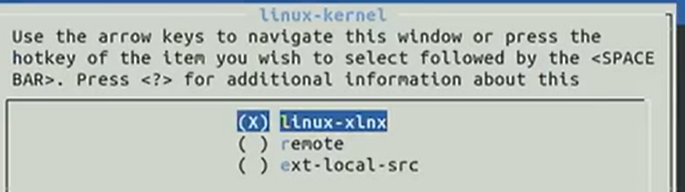 linux-kernel
Use the arrow keys to navigate this window or press the
hotkey of the item you wish to select followed by the <SPACE
BAR>. Press <?> for additional information about this
(X) linux-xlnx
( ) remote
( ) ext-local-src